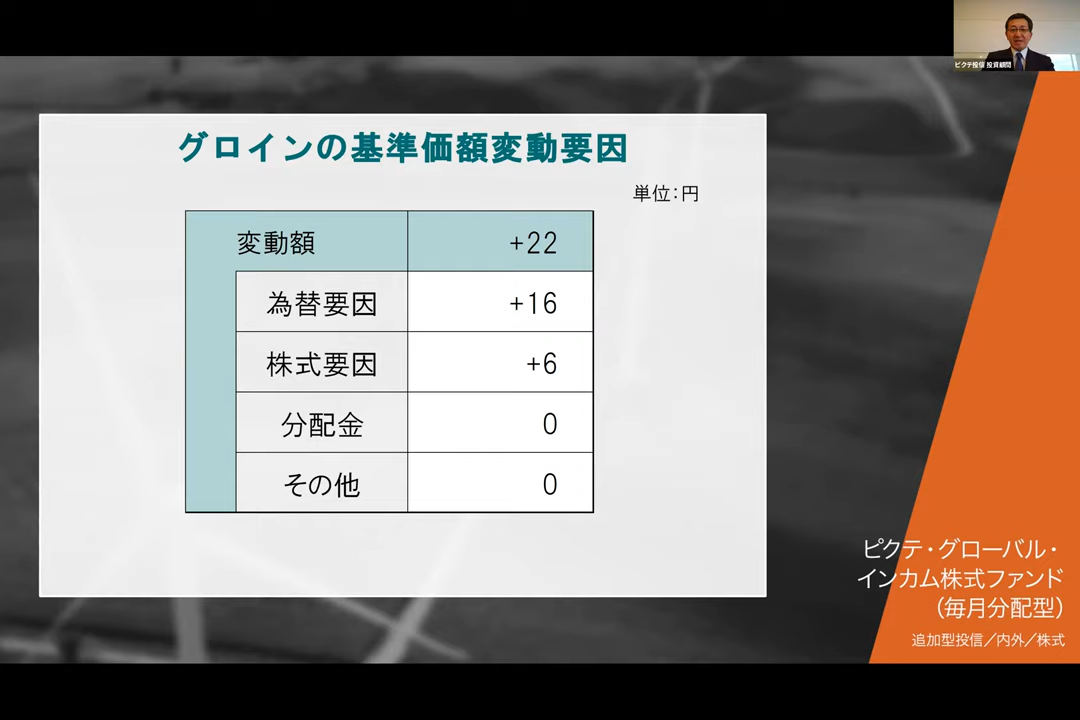 ピクテ投信 投資顧問
グロインの基準価額変動要因
単位:円
変動額 +22
為替要因 +16
株式要因 +6
分配金 0
その他 0
ピクテ・グローバル・
インカム株式ファンド
(毎月分配型)
追加型投信/内外/株式